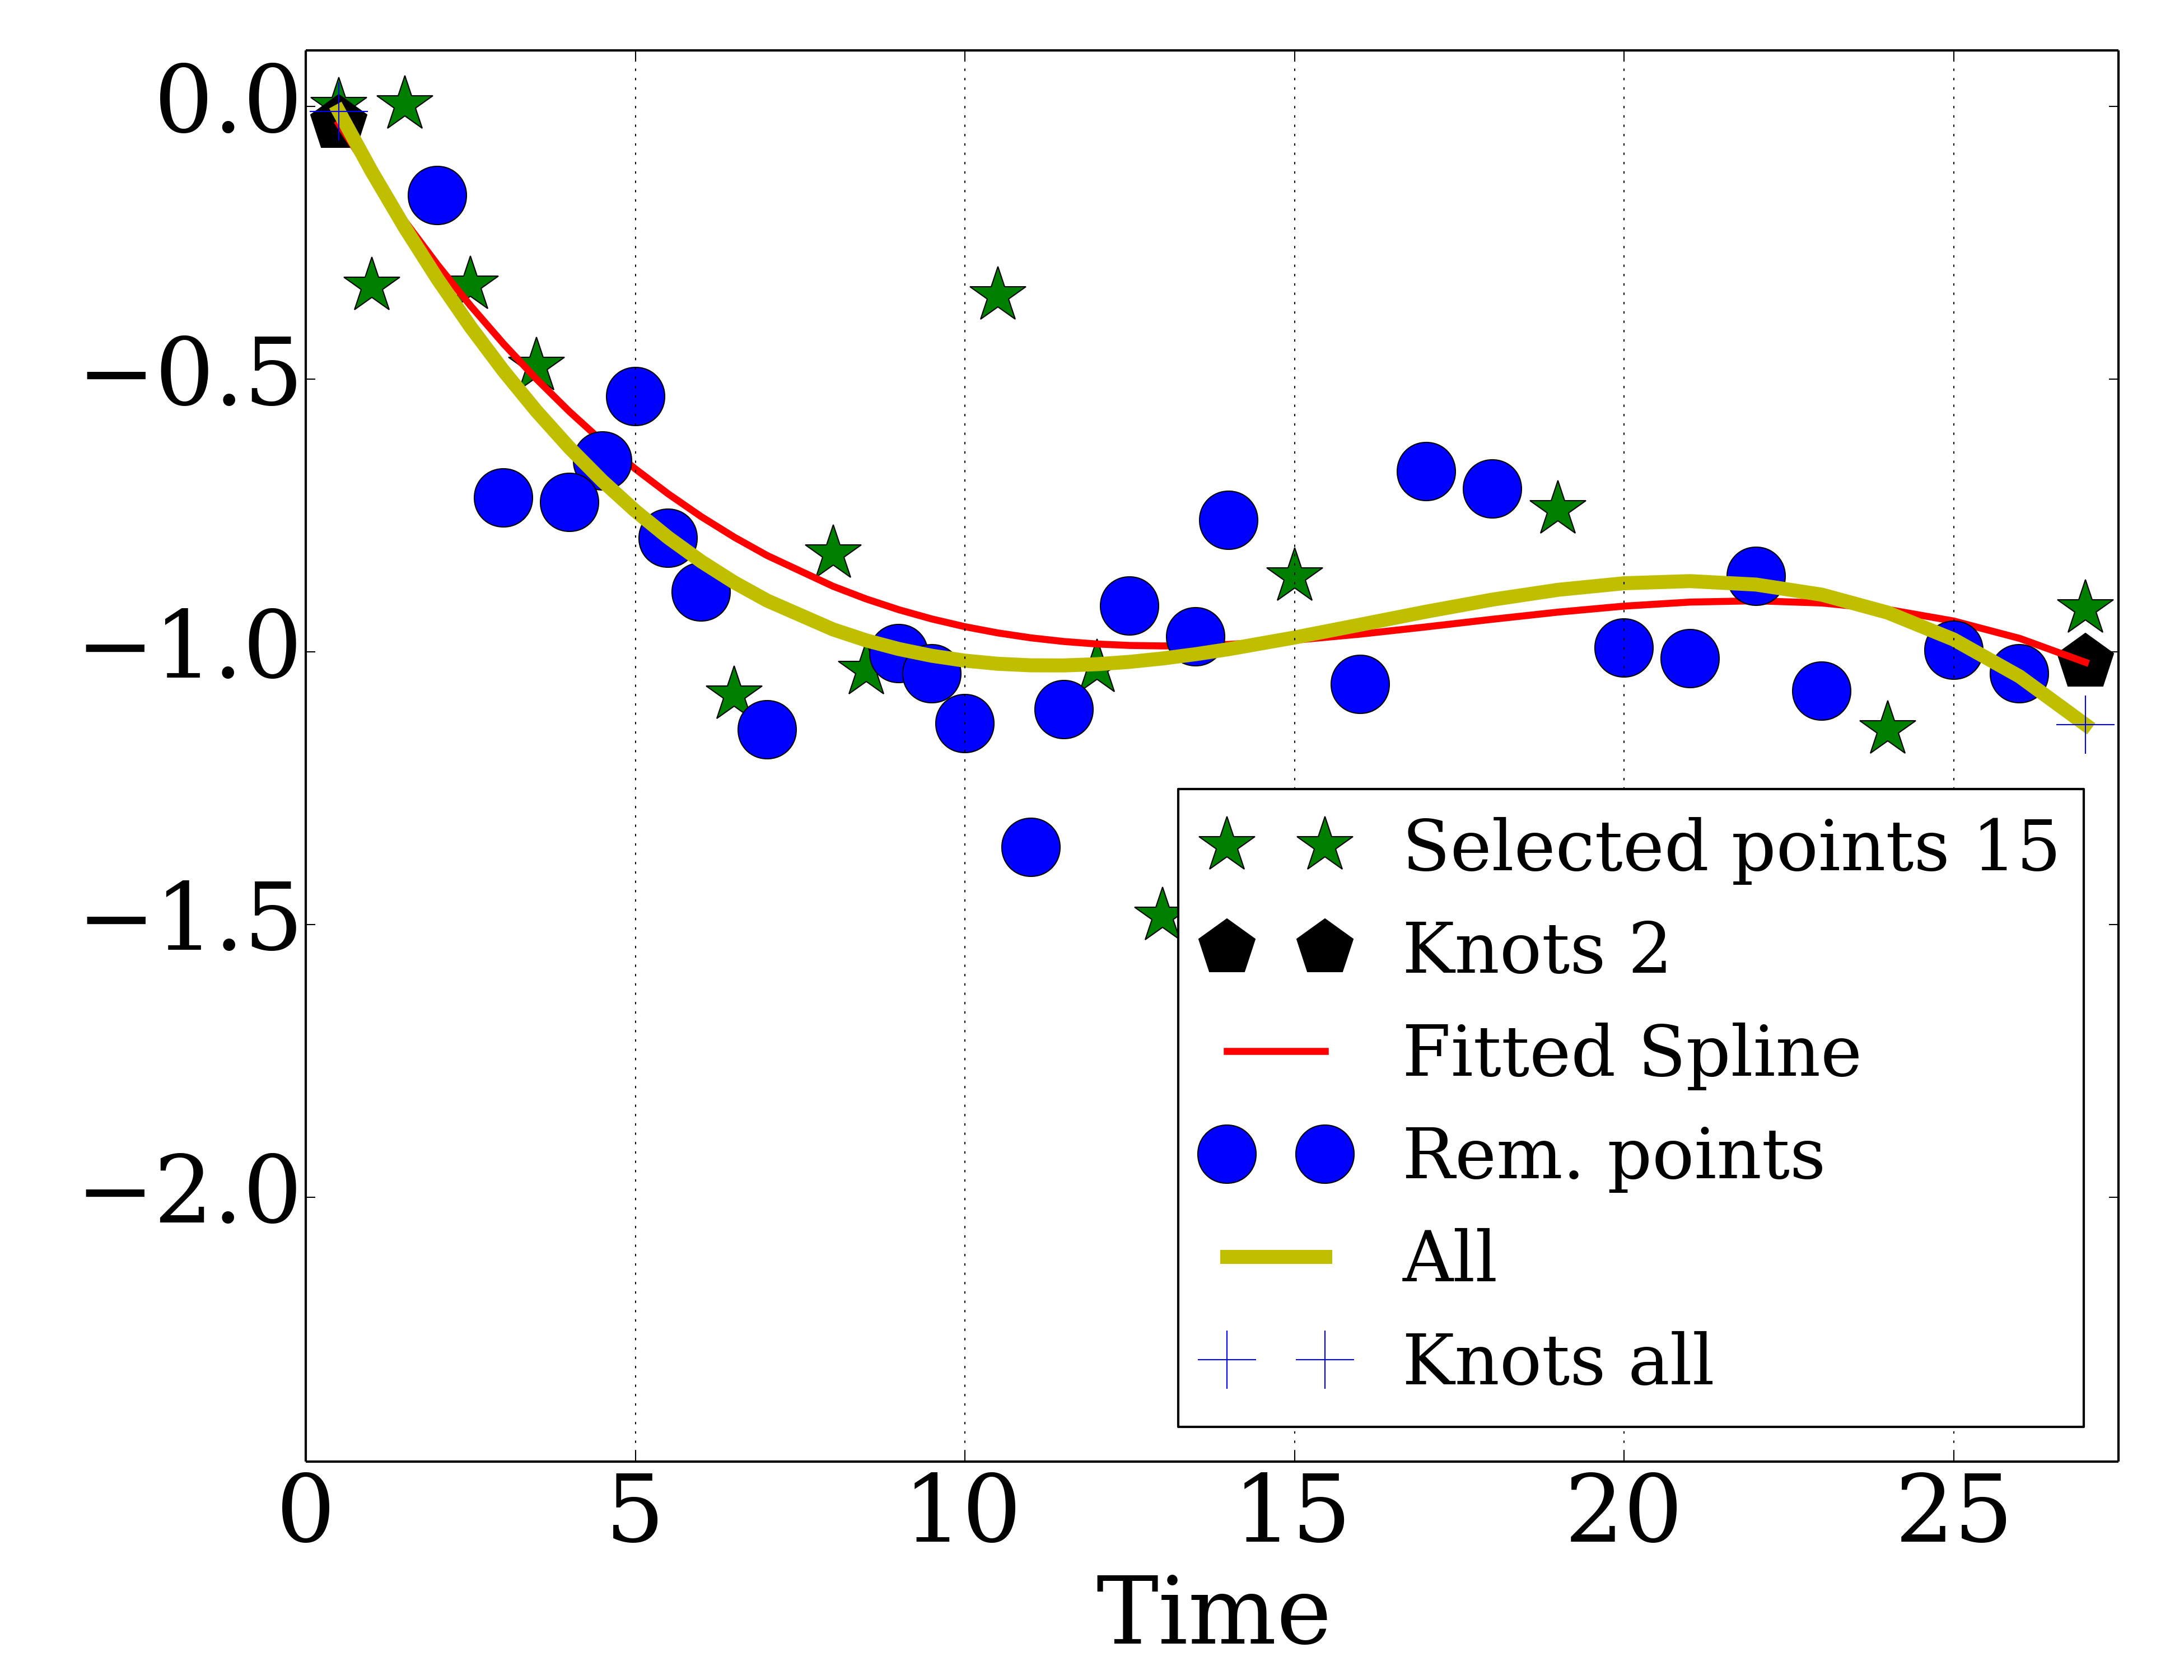 0.0
−0.5
−1.0
−1.5
−2.0
Selected points 15
Knots 2
Fitted Spline
Rem. points
All
Knots all
0 5 10 15 20 25
Time